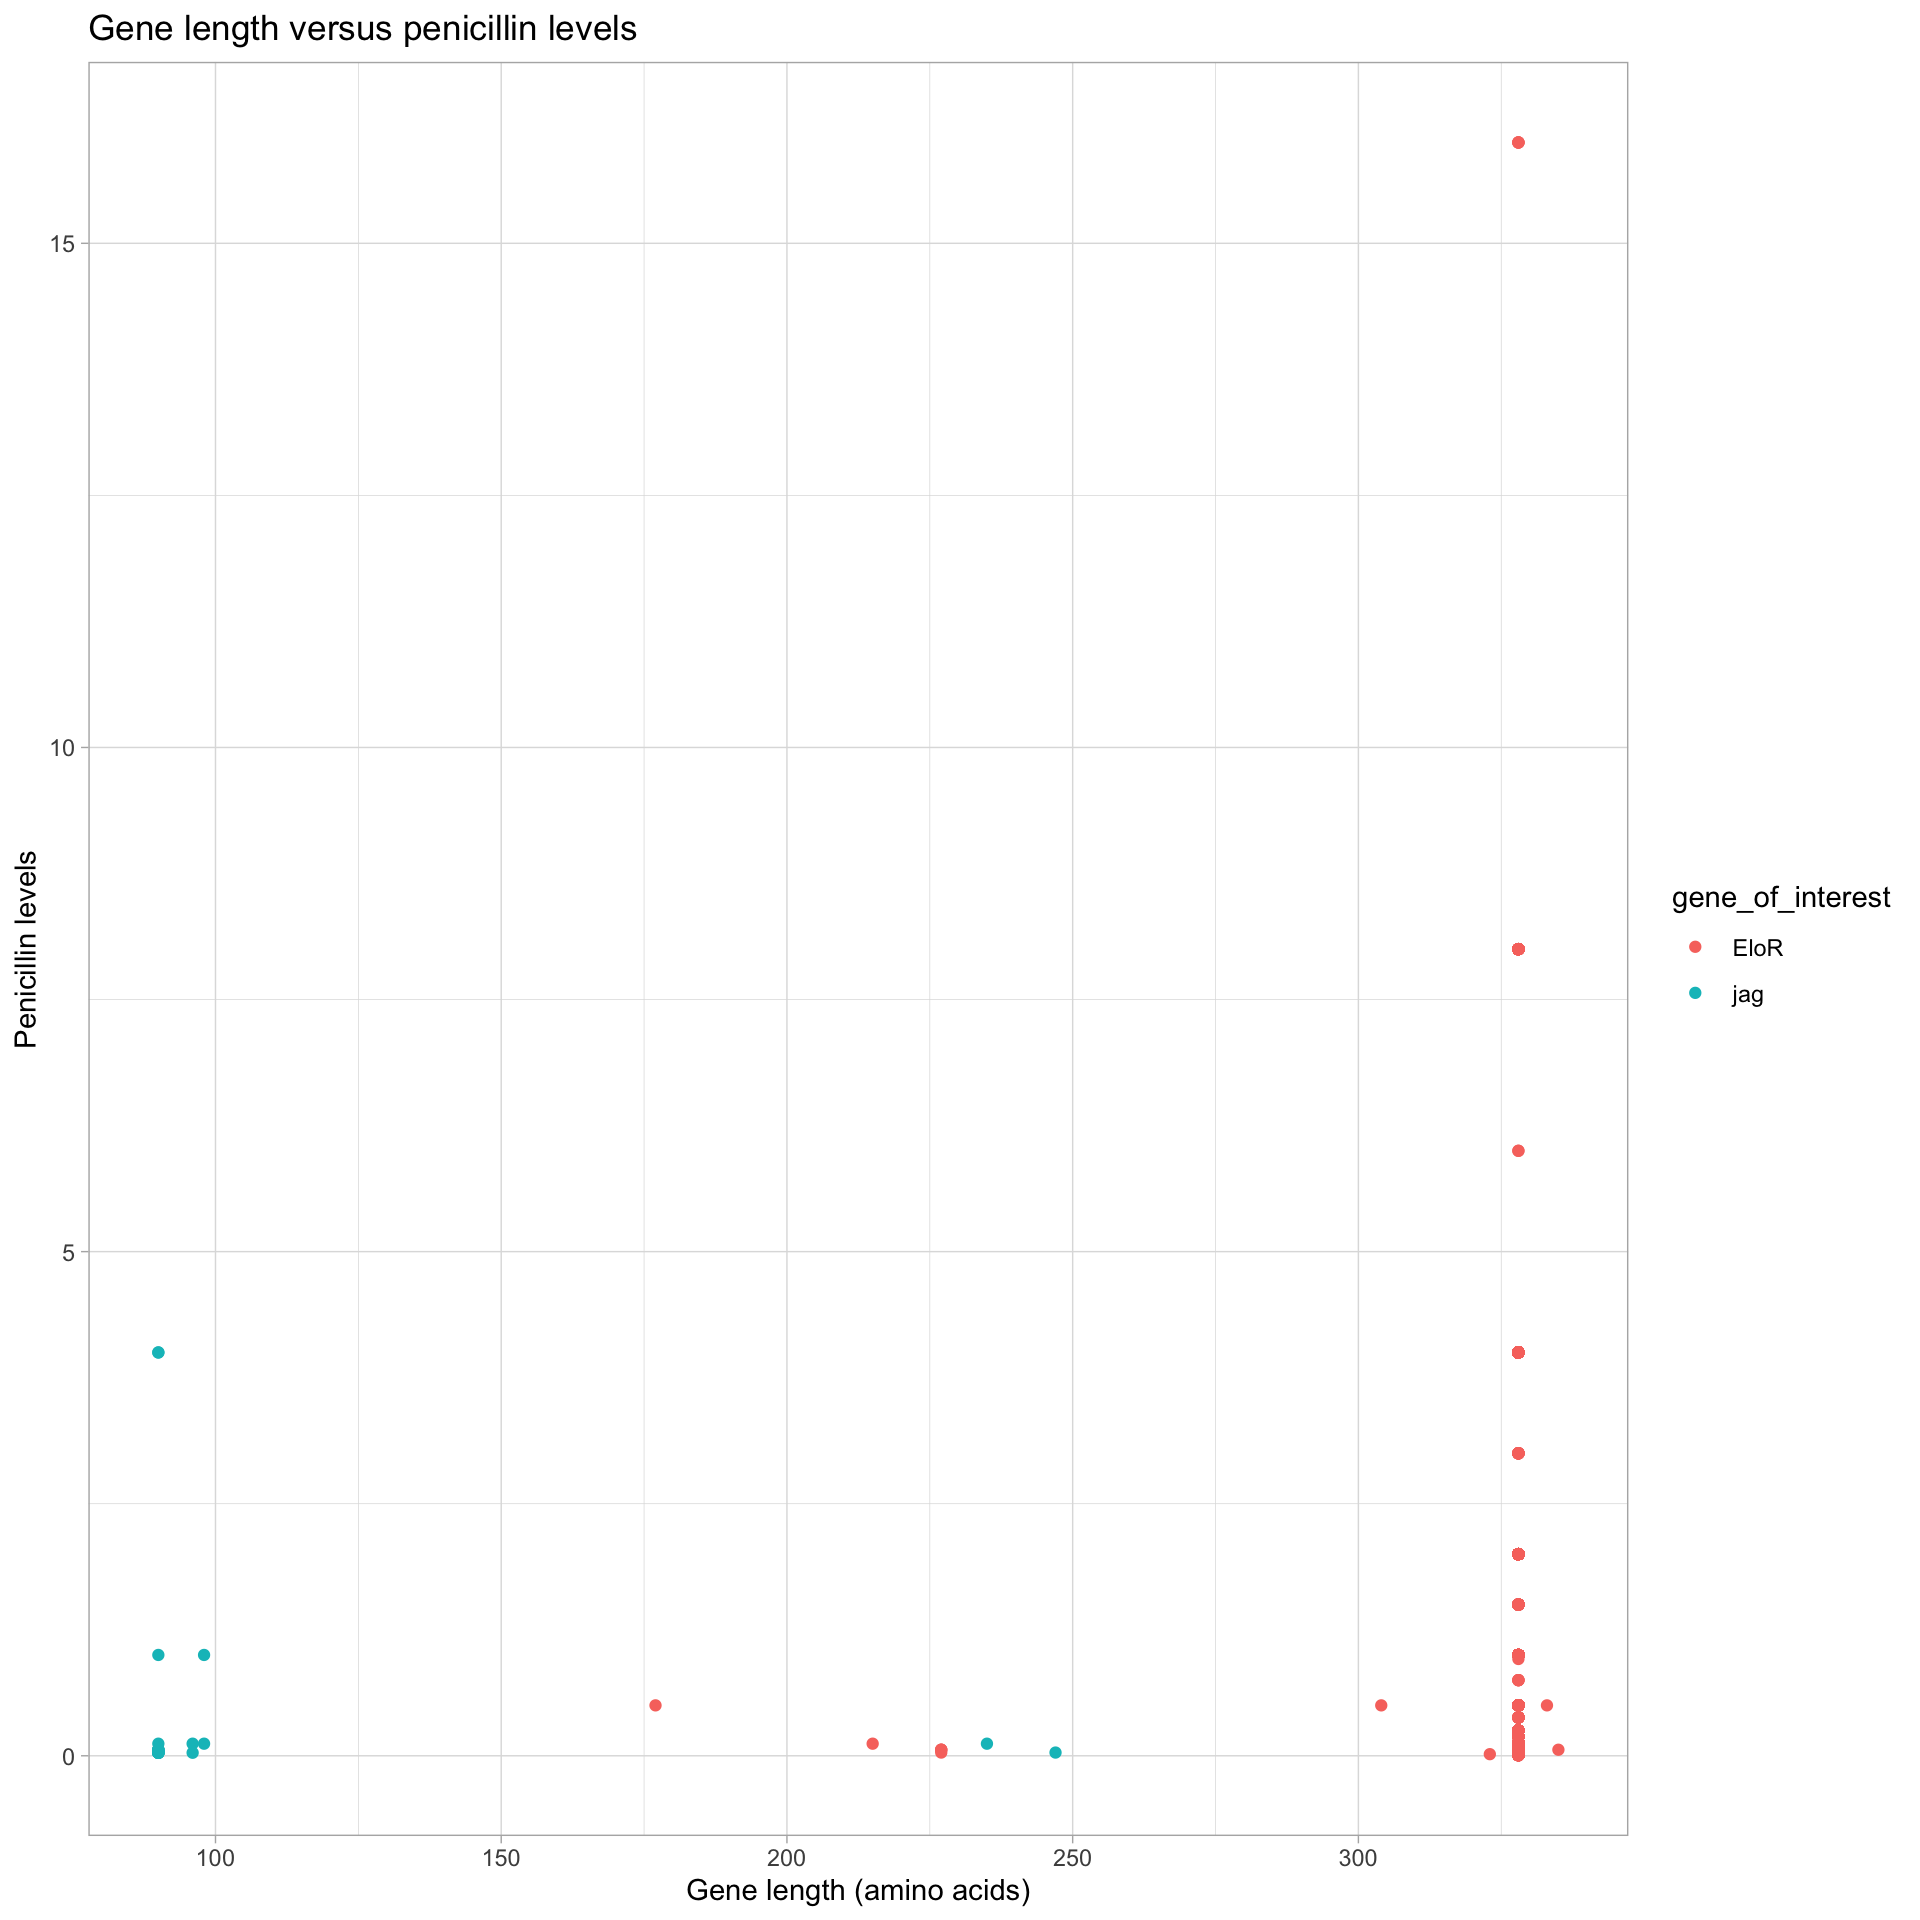 Gene length versus penicillin levels
15
10
5
0
Penicillin levels
100 150 200 250 300
Gene length (amino acids)
gene_of_interest
EloR
jag